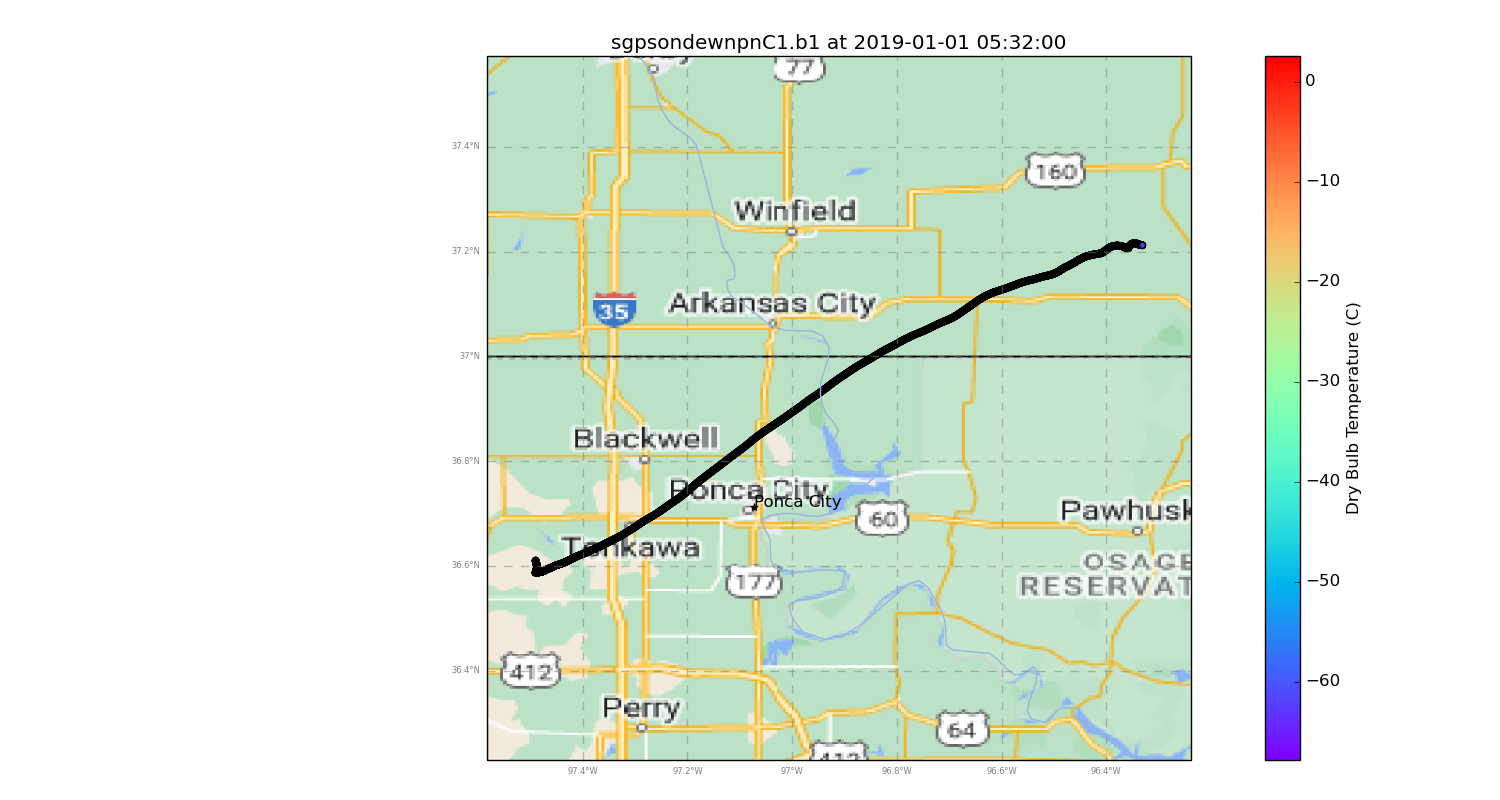 sgpsondewnpnC1.b1 at 2019-01-01 05:32:00
77
37.4°N
160
Winfield
37.2°N
35
Arkansas City
37°N
Blackwell
36.8°N
Ponca City
Ponca City
60
Pawhusk
Tonkawa
36.6°N
177
OSAGE
RESERVAT
412
36.4°N
Perry
64
412
97.4°W
97.2°W
97°W
96.8°W
96.6°W
96.4°W
0
−10
−20
−30
−40
−50
−60
Dry Bulb Temperature (C)